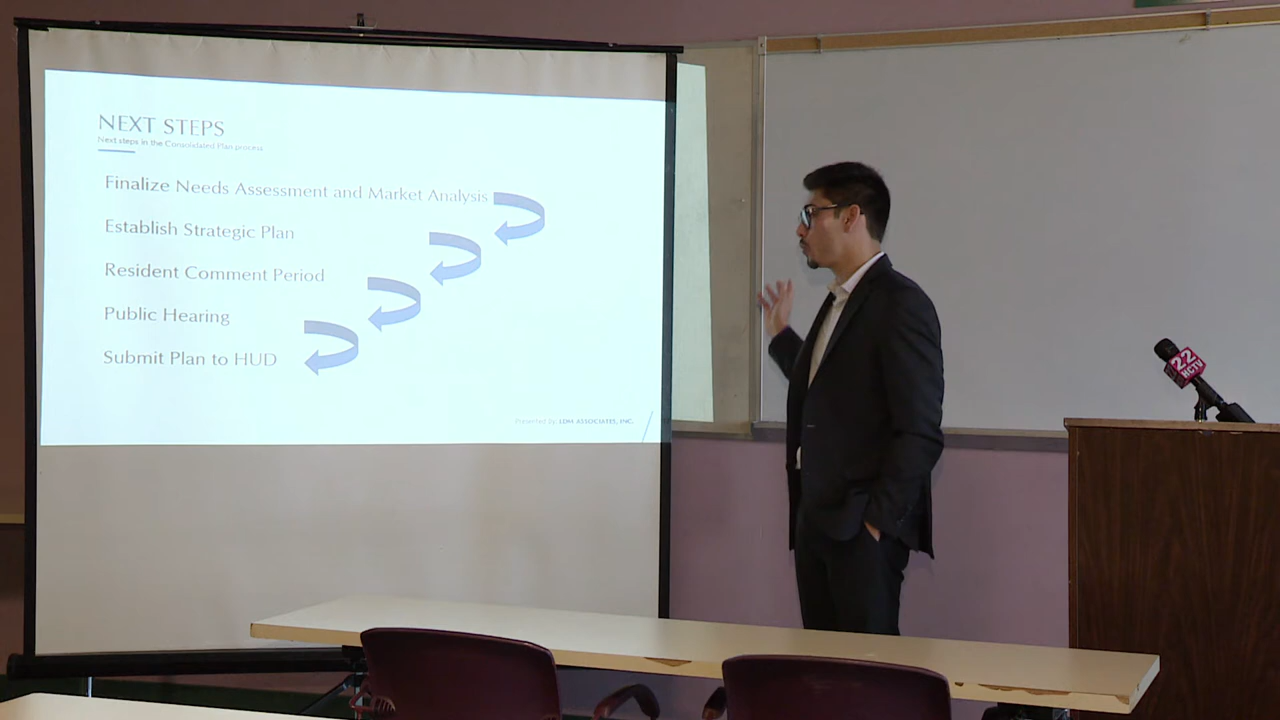 NEXT STEPS
Next steps in the Consolidated Plan process
Finalize Needs Assessment and Market Analysis
Establish Strategic Plan
Resident Comment Period
Public Hearing
Submit Plan to HUD
Presented by: LDM ASSOCIATES, INC.
22
KCTV